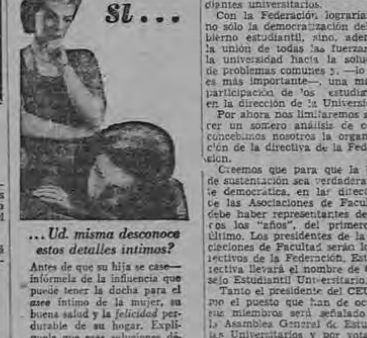 si...
... Ud. misma desconoce
estos detalles íntimos?
Antes de que su hija se case—
infórmela de la influencia que
puede tener la ducha para el
aseo íntimo de la mujer, su
buena salud y la felicidad per-
durable de su hogar. Explí-
diantes universitarios.
Con la Federación lograría
no sólo la democratización del
bierno estudiantil, sino, adem
la unión de todas las fuerzas
la universidad hacia la soluc
de problemas comunes y, —lo
es más importante—, una ma
participación de los estudian
en la dirección de la Universi
Por ahora nos limitaremos a
cer un somero análisis de c
concebimos nosotros la organ
ción de la directiva de la Fed
ción.
Creemos que para que la
de sustentación sea verdadera
te democrática, en las direc
de las Asociaciones de Facul
debe haber representantes de
los "años", del primero
último. Los presidentes de la
ciaciones de Facultad serán lo
rectivos de la Federación. Est
rectiva llevará el nombre de C
sejo Estudiantil Universitario.
Tanto el presidente del CEU
mo el puesto que han de oc
sus miembros será señalado
la Asamblea General de Estu
tes Universitarios y por vota